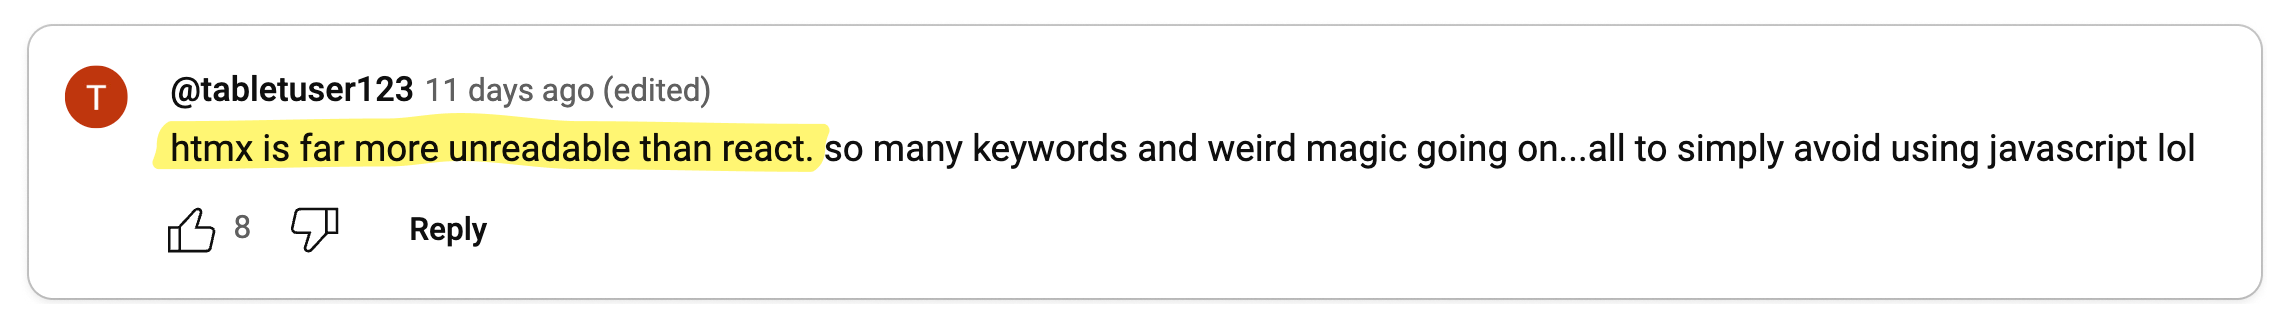 T
@tabletuser123 11 days ago (edited)
htmx is far more unreadable than react. so many keywords and weird magic going on...all to simply avoid using javascript lol
8 Reply